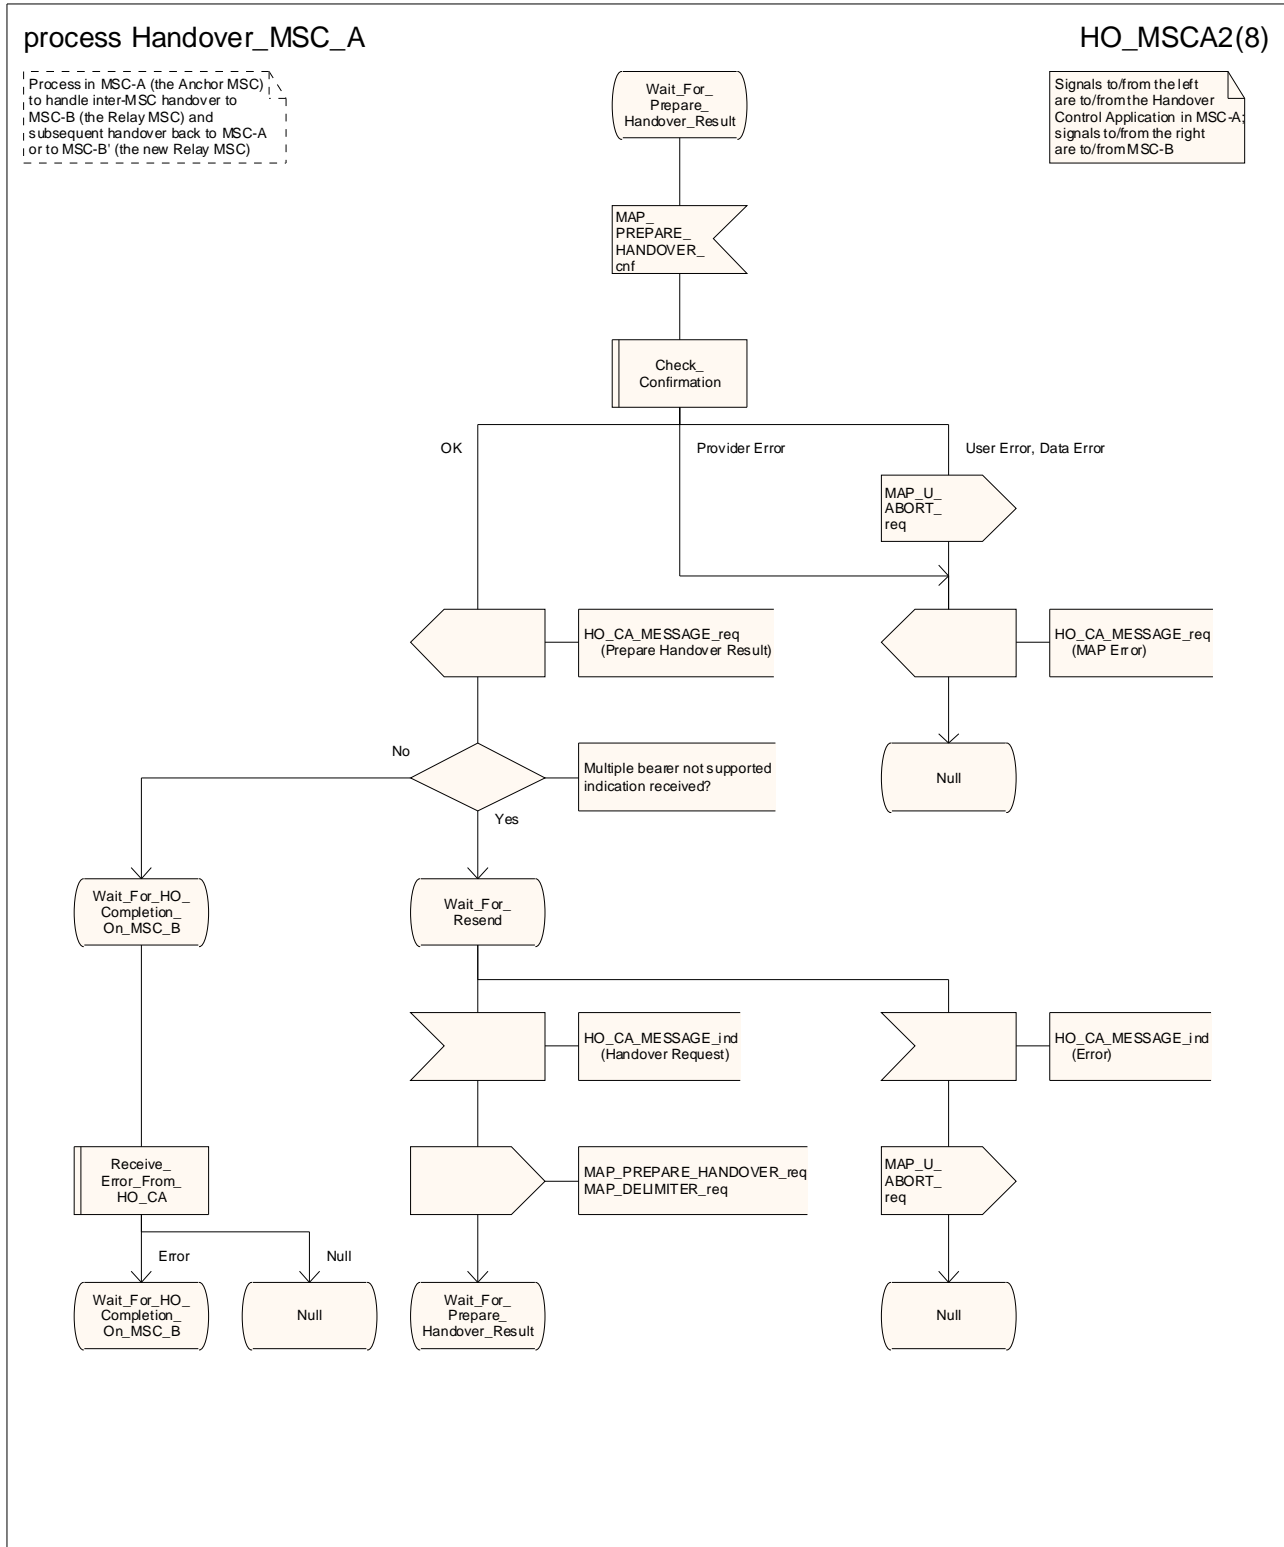 process Handover_MSC_A
HO_MSCA2(8)
Process in MSC-A (the Anchor MSC)
to handle inter-MSC handover to
MSC-B (the Relay MSC) and
subsequent handover back to MSC-A
or to MSC-B' (the new Relay MSC)
Wait_For_
Prepare_
Handover_Result
Signals to/from the left
are to/from the Handover
Control Application in MSC-A;
signals to/from the right
are to/from MSC-B
MAP_
PREPARE_
HANDOVER_
cnf
Check_
Confirmation
OK
Provider Error
User Error, Data Error
MAP_U_
ABORT_
req
HO_CA_MESSAGE_req
(Prepare Handover Result)
HO_CA_MESSAGE_req
(MAP Error)
No
Multiple bearer not supported
indication received?
Null
Yes
Wait_For_HO_
Completion_
On_MSC_B
Wait_For_
Resend
HO_CA_MESSAGE_ind
(Handover Request)
HO_CA_MESSAGE_ind
(Error)
Receive_
Error_From_
HO_CA
MAP_PREPARE_HANDOVER_req
MAP_DELIMITER_req
MAP_U_
ABORT_
req
Error
Null
Wait_For_HO_
Completion_
On_MSC_B
Null
Wait_For_
Prepare_
Handover_Result
Null